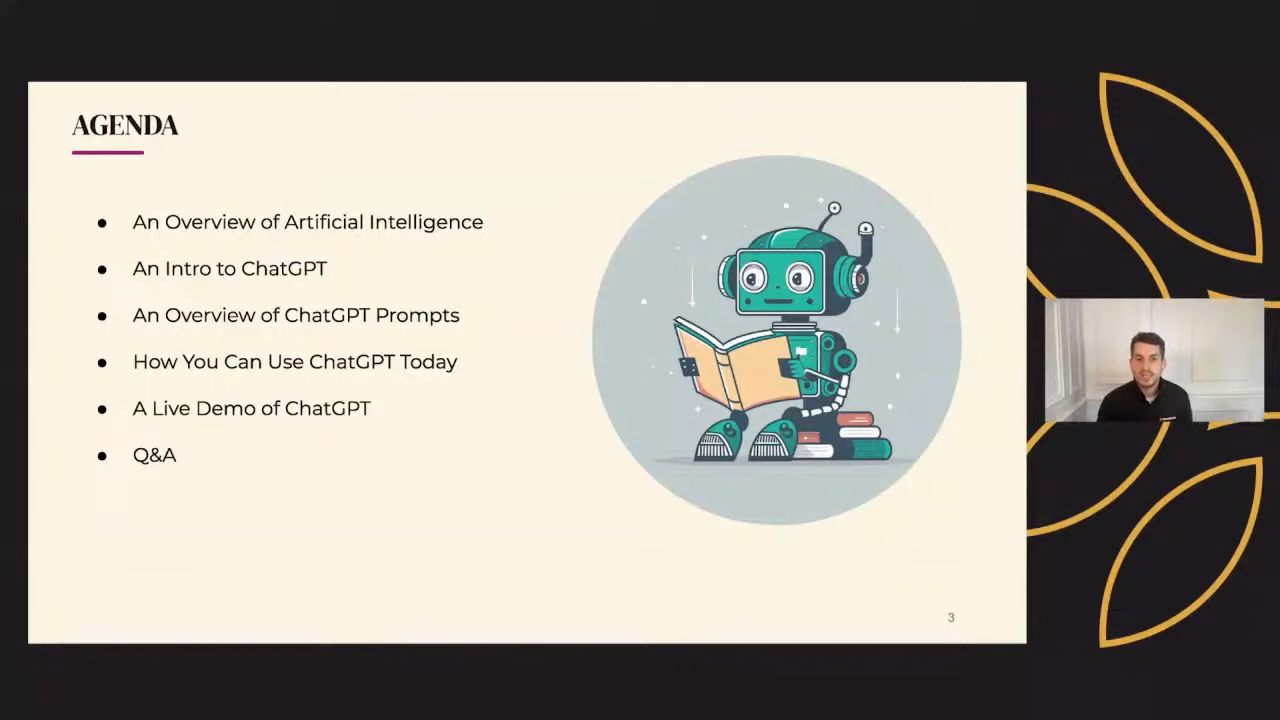 AGENDA
● An Overview of Artificial Intelligence
● An Intro to ChatGPT
● An Overview of ChatGPT Prompts
● How You Can Use ChatGPT Today
● A Live Demo of ChatGPT
● Q&A
3